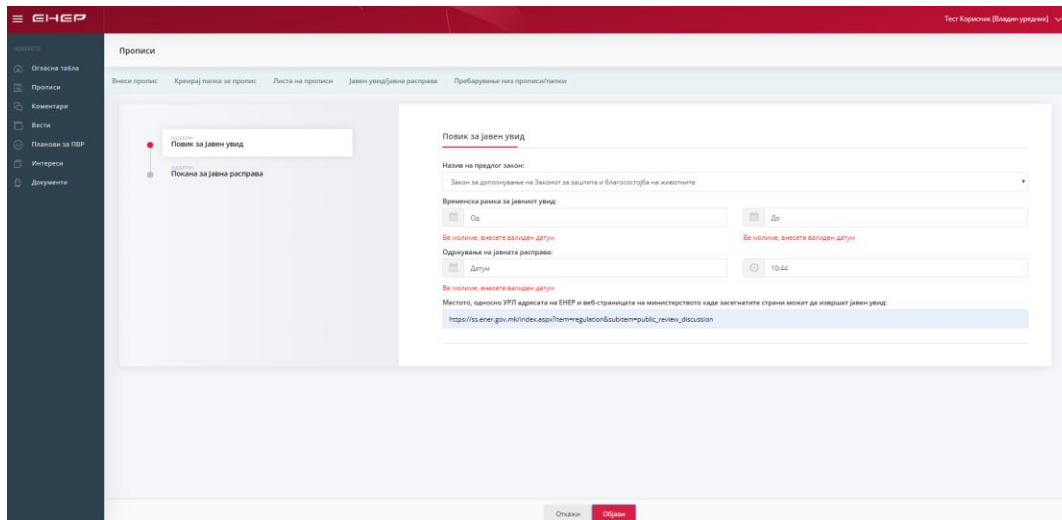 ЕНЕР
Тест Корисник [Владин уредник]
Огласна табла
Прописи
Коментари
Вести
Планови за ПВР
Интереси
Документи
Прописи
Внеси пропис Креирај папка за пропис Листа на прописи Јавен увид/јавна расправа Пребарување низ прописи/папки
Повик за јавен увид
Покана за јавна расправа
Повик за јавен увид
Назив на предлог закон:
Закон за дополнување на Законот за заштита и благосостојба на животните
Временска рамка за јавниот увид:
Од До
Ве молиме, внесете валиден датум Ве молиме, внесете валиден датум
Одржување на јавната расправа:
Датум 10:44
Ве молиме, внесете валиден датум
Местото, односно УРЛ адресата на ЕНЕР и веб-страницата на министерството каде засегнатите страни можат да извршат јавен увид:
https://ss.ener.gov.mk/index.aspx?item=regulation&subitem=public_review_discussion
Откажи Објави